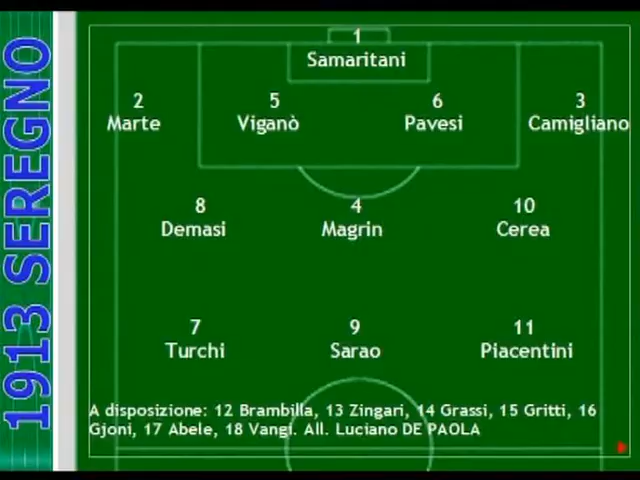 1913 SEREGNO
1
Samaritani
2 5 6 3
Marte Viganò Pavesi Camigliano
8 4 10
Demasi Magrin Cerea
7 9 11
Turchi Sarao Piacentini
A disposizione: 12 Brambilla, 13 Zingari, 14 Grassi, 15 Gritti, 16
Gjoni, 17 Abele, 18 Vangi. All. Luciano DE PAOLA